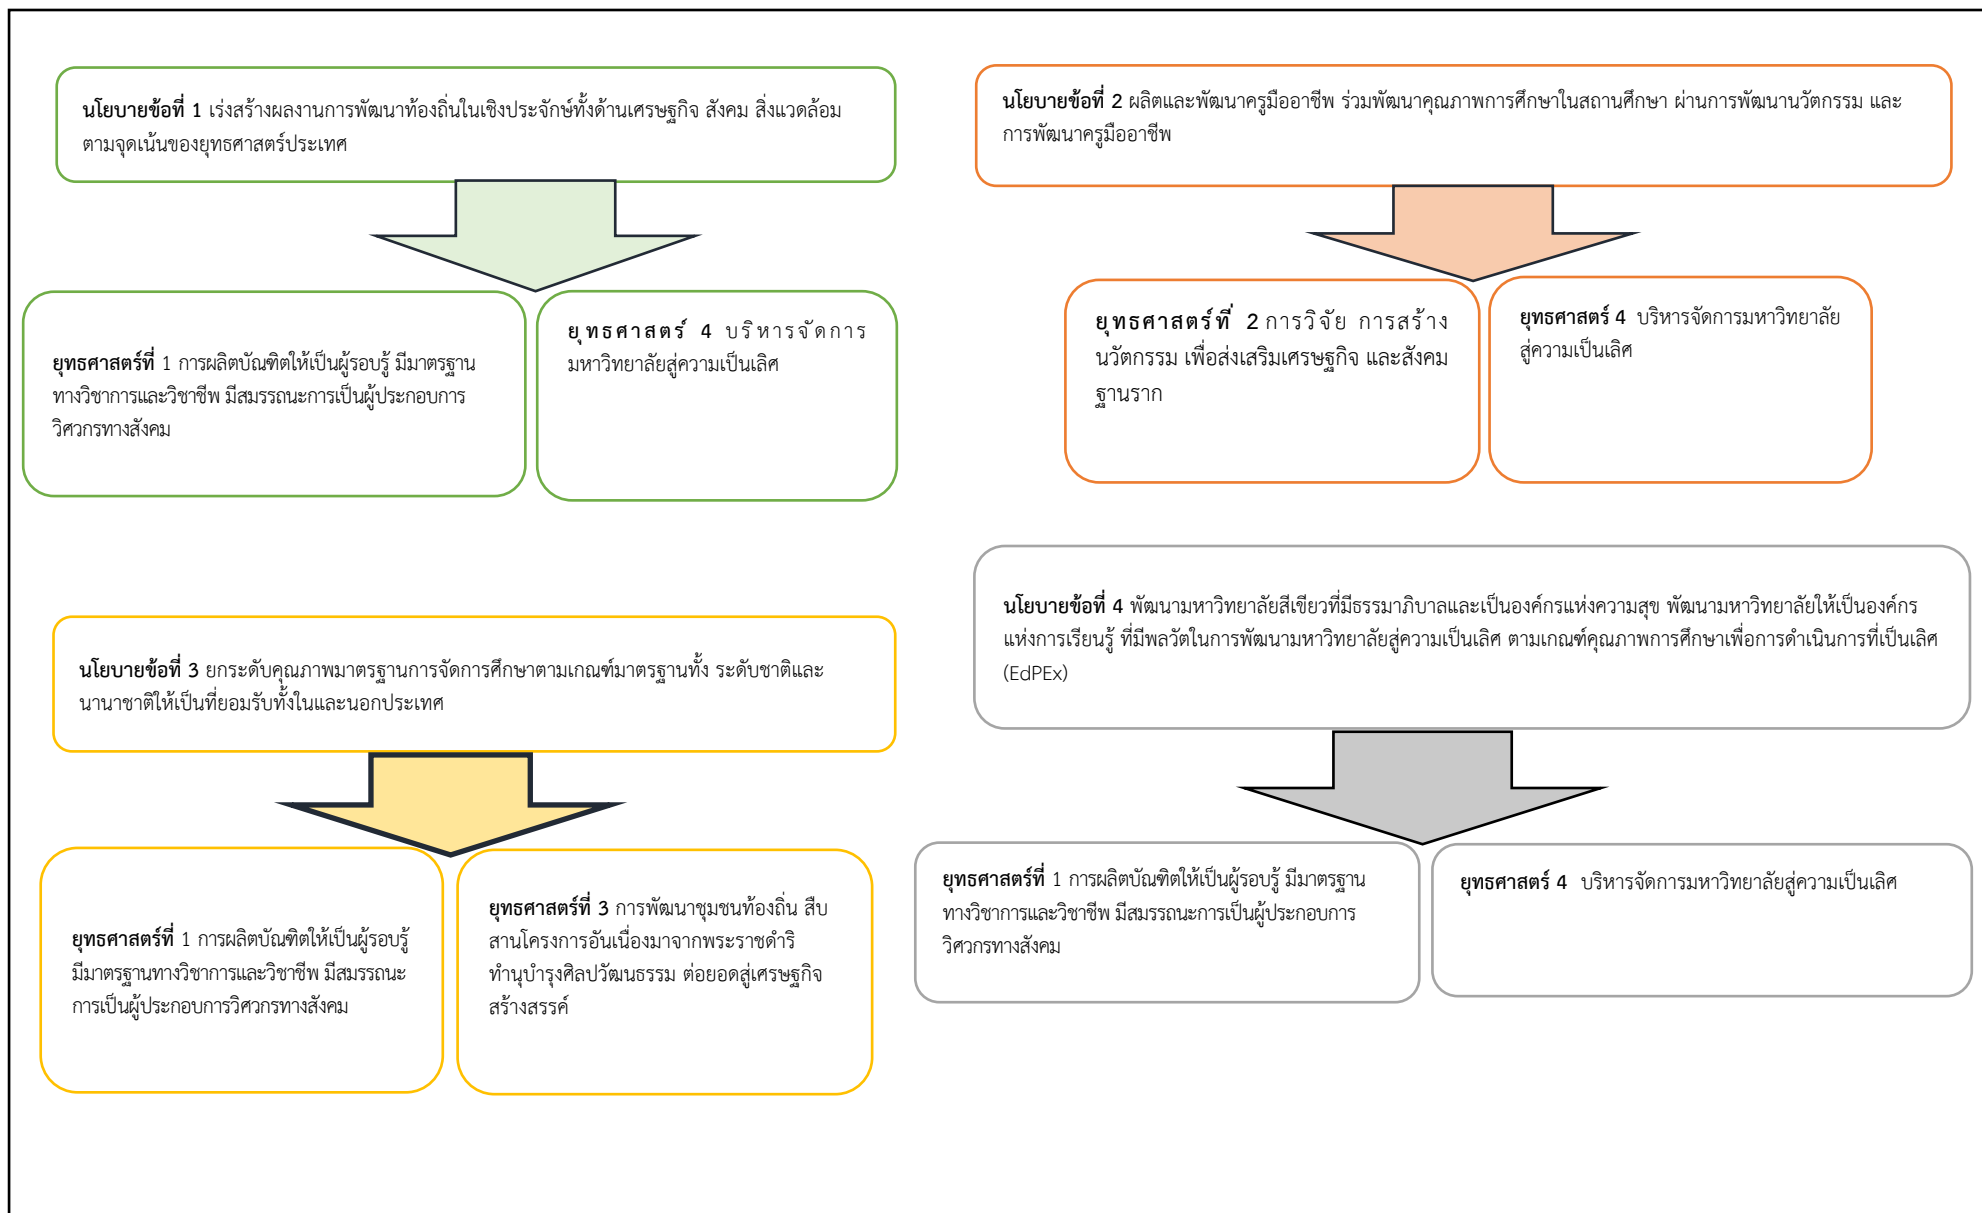 นโยบายข้อที่ 1 เร่งสร้างผลงานการพัฒนาท้องถิ่นในเชิงประจักษ์ทั้งด้านเศรษฐกิจ สังคม สิ่งแวดล้อม
ตามจุดเน้นของยุทธศาสตร์ประเทศ
ยุทธศาสตร์ที่ 1 การผลิตบัณฑิตให้เป็นผู้รอบรู้ มีมาตรฐาน
ทางวิชาการและวิชาชีพ มีสมรรถนะการเป็นผู้ประกอบการ
วิศวกรทางสังคม
ยุทธศาสตร์ 4 บริหารจัดการ
มหาวิทยาลัยสู่ความเป็นเลิศ
นโยบายข้อที่ 2 ผลิตและพัฒนาครูมืออาชีพ ร่วมพัฒนาคุณภาพการศึกษาในสถานศึกษา ผ่านการพัฒนานวัตกรรม และ
การพัฒนาครูมืออาชีพ
ยุทธศาสตร์ที่ 2 การวิจัย การสร้าง
นวัตกรรม เพื่อส่งเสริมเศรษฐกิจ และสังคม
ฐานราก
ยุทธศาสตร์ 4 บริหารจัดการมหาวิทยาลัย
สู่ความเป็นเลิศ
นโยบายข้อที่ 3 ยกระดับคุณภาพมาตรฐานการจัดการศึกษาตามเกณฑ์มาตรฐานทั้ง ระดับชาติและ
นานาชาติให้เป็นที่ยอมรับทั้งในและนอกประเทศ
ยุทธศาสตร์ที่ 1 การผลิตบัณฑิตให้เป็นผู้รอบรู้
มีมาตรฐานทางวิชาการและวิชาชีพ มีสมรรถนะ
การเป็นผู้ประกอบการวิศวกรทางสังคม
ยุทธศาสตร์ที่ 3 การพัฒนาชุมชนท้องถิ่น สืบ
สานโครงการอันเนื่องมาจากพระราชดำริ
ทำนุบำรุงศิลปวัฒนธรรม ต่อยอดสู่เศรษฐกิจ
สร้างสรรค์
นโยบายข้อที่ 4 พัฒนามหาวิทยาลัยสีเขียวที่มีธรรมาภิบาลและเป็นองค์กรแห่งความสุข พัฒนามหาวิทยาลัยให้เป็นองค์กร
แห่งการเรียนรู้ ที่มีพลวัตในการพัฒนามหาวิทยาลัยสู่ความเป็นเลิศ ตามเกณฑ์คุณภาพการศึกษาเพื่อการดำเนินการที่เป็นเลิศ
(EdPEx)
ยุทธศาสตร์ที่ 1 การผลิตบัณฑิตให้เป็นผู้รอบรู้ มีมาตรฐาน
ทางวิชาการและวิชาชีพ มีสมรรถนะการเป็นผู้ประกอบการ
วิศวกรทางสังคม
ยุทธศาสตร์ 4 บริหารจัดการมหาวิทยาลัยสู่ความเป็นเลิศ